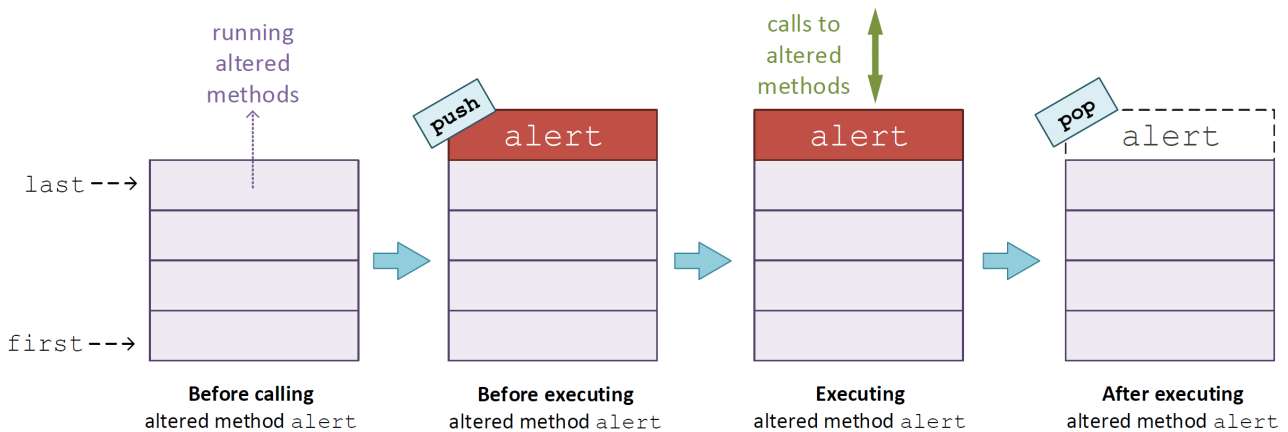 running
altered
methods
calls to
altered
methods
push
alert
alert
pop
alert
last
first
Before calling
altered method alert
Before executing
altered method alert
Executing
altered method alert
After executing
altered method alert